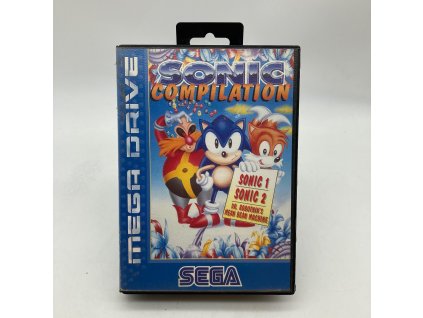 SONIC
COMPILATION
SONIC 1
SONIC 2
DR. ROBOTNIK'S
MEAN BEAN MACHINE
MEGA DRIVE
SEGA